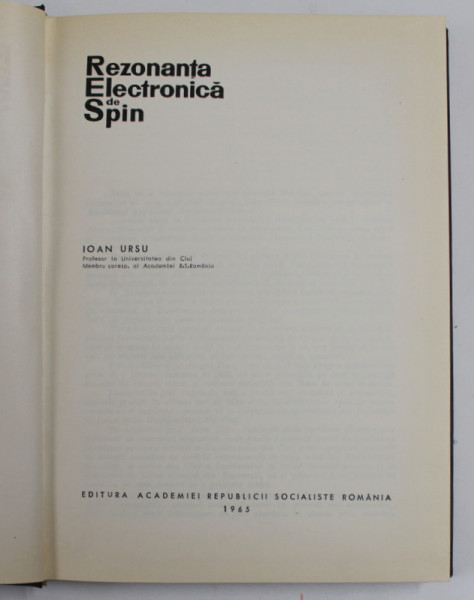 Rezonanța
Electronică
de
Spin
IOAN URSU
Profesor la Universitatea din Cluj
Membru coresp. al Academiei R.S.România
EDITURA ACADEMIEI REPUBLICII SOCIALISTE ROMÂNIA
1965